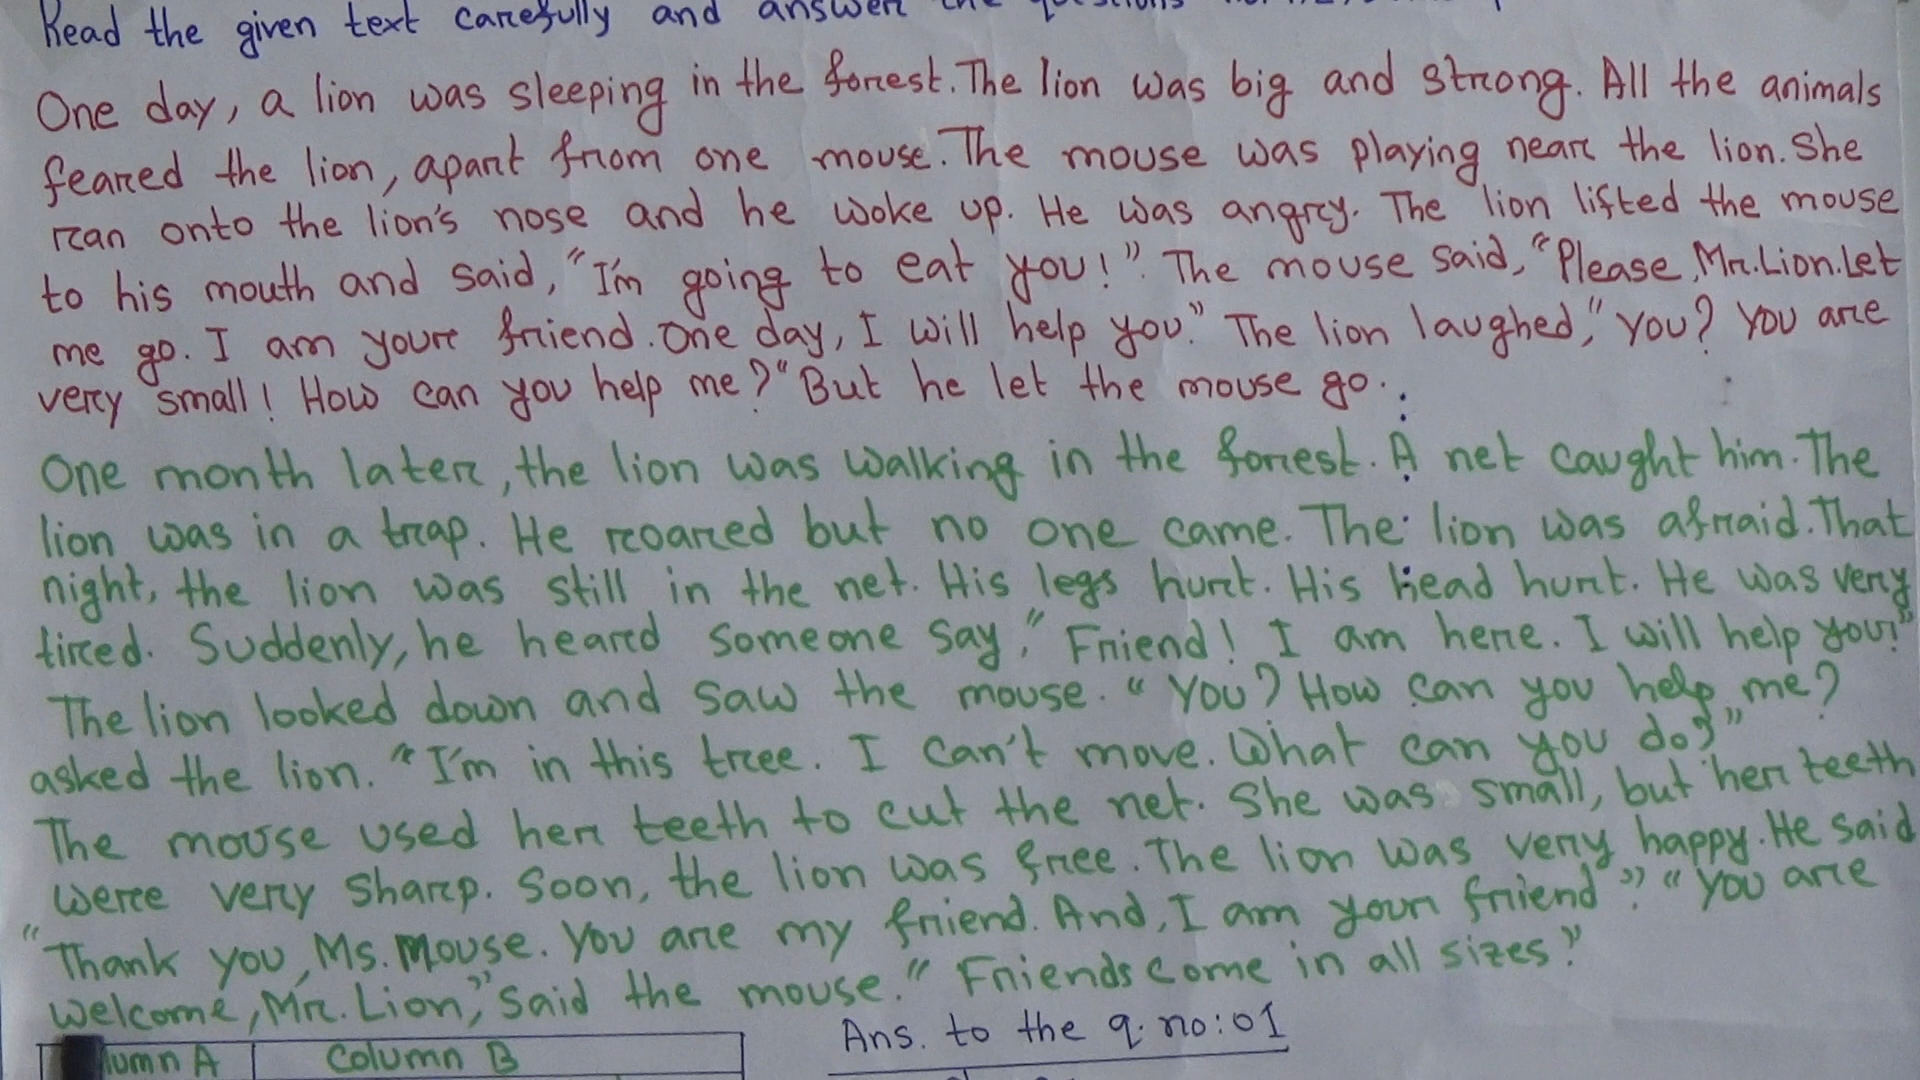 Read the given text carefully and answer the questions
One day, a lion was sleeping in the forest. The lion was big and strong. All the animals
feared the lion, apart from one mouse. The mouse was playing near the lion. She
ran onto the lion's nose and he woke up. He was angry. The lion lifted the mouse
to his mouth and said, "I'm going to eat you!". The mouse said, "Please, Mr. Lion. Let
me go. I am your friend. One day, I will help you." The lion laughed, "You? You are
very small! How can you help me?" But he let the mouse go.
One month later, the lion was walking in the forest. A net caught him. The
lion was in a trap. He roared but no one came. The lion was afraid. That
night, the lion was still in the net. His legs hurt. His head hurt. He was very
tired. Suddenly, he heard someone say, "Friend! I am here. I will help you!"
The lion looked down and saw the mouse. "You? How can you help me?
asked the lion. "I'm in this tree. I can't move. What can you do?"
The mouse used her teeth to cut the net. She was small, but her teeth
were very sharp. Soon, the lion was free. The lion was very happy. He said
"Thank you, Ms. Mouse. You are my friend. And, I am your friend". "You are
welcome, Mr. Lion," said the mouse. "Friends come in all sizes."
Ans. to the q. no: 01
Column B